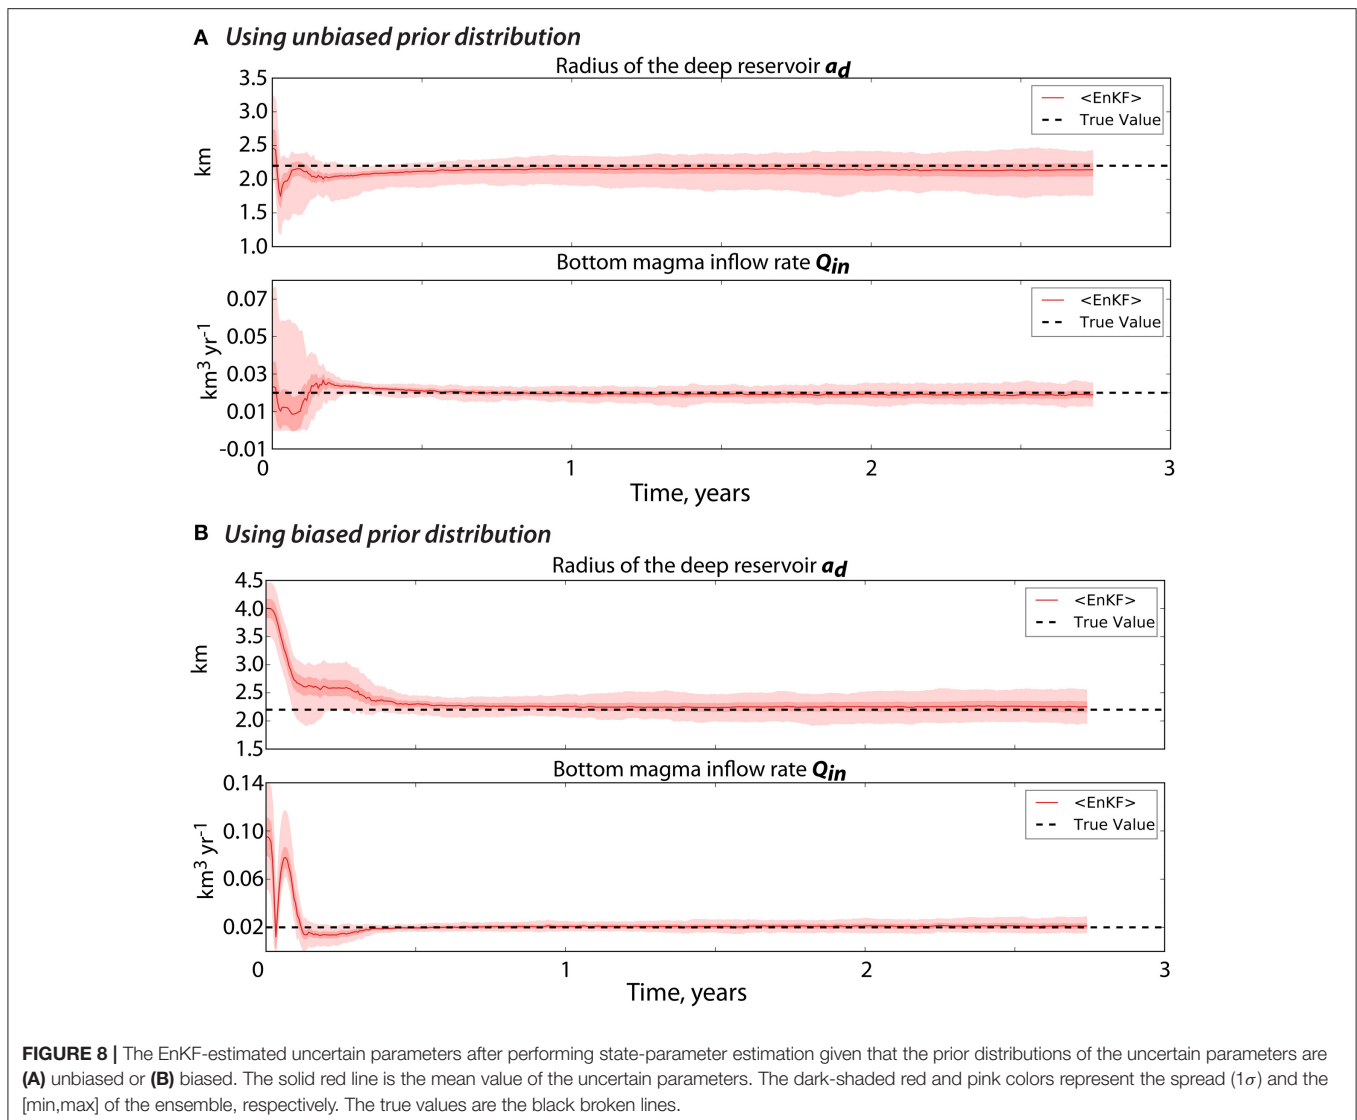 A Using unbiased prior distribution
Radius of the deep reservoir a_d
3.5
3.0
2.5
2.0
1.5
1.0
km
<EnKF>
True Value
Bottom magma inflow rate Q_in
0.07
0.05
0.03
0.01
-0.01
km³ yr⁻¹
<EnKF>
True Value
0 1 2 3
Time, years
B Using biased prior distribution
Radius of the deep reservoir a_d
4.5
4.0
3.5
3.0
2.5
2.0
1.5
km
<EnKF>
True Value
Bottom magma inflow rate Q_in
0.14
0.10
0.06
0.02
km³ yr⁻¹
<EnKF>
True Value
0 1 2 3
Time, years
FIGURE 8 | The EnKF-estimated uncertain parameters after performing state-parameter estimation given that the prior distributions of the uncertain parameters are
(A) unbiased or (B) biased. The solid red line is the mean value of the uncertain parameters. The dark-shaded red and pink colors represent the spread (1σ) and the
[min,max] of the ensemble, respectively. The true values are the black broken lines.